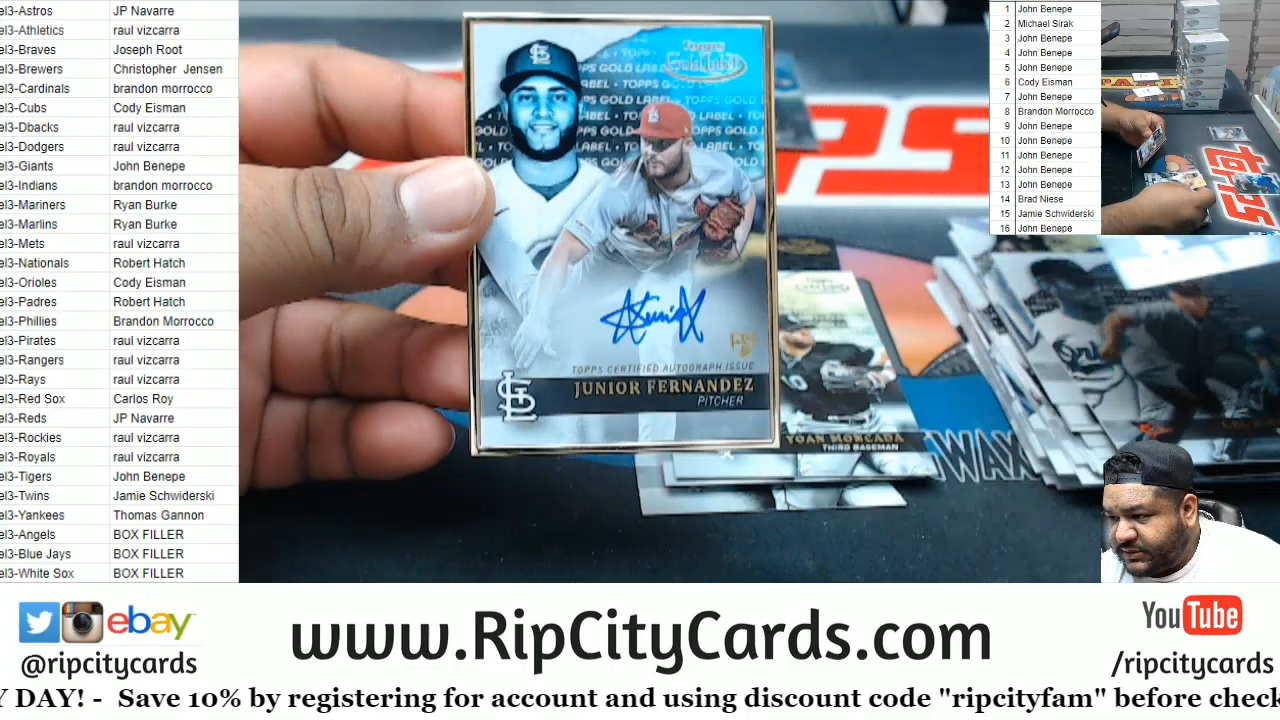 el3-Astros JP Navarre
el3-Athletics raul vizcarra
el3-Braves Joseph Root
el3-Brewers Christopher Jensen
el3-Cardinals brandon morrocco
el3-Cubs Cody Eisman
el3-Dbacks raul vizcarra
el3-Dodgers raul vizcarra
el3-Giants John Benepe
el3-Indians brandon morrocco
el3-Mariners Ryan Burke
el3-Marlins Ryan Burke
el3-Mets raul vizcarra
el3-Nationals Robert Hatch
el3-Orioles Cody Eisman
el3-Padres Robert Hatch
el3-Phillies Brandon Morrocco
el3-Pirates raul vizcarra
el3-Rangers raul vizcarra
el3-Rays raul vizcarra
el3-Red Sox Carlos Roy
el3-Reds JP Navarre
el3-Rockies raul vizcarra
el3-Royals raul vizcarra
el3-Tigers John Benepe
el3-Twins Jamie Schwiderski
el3-Yankees Thomas Gannon
el3-Angels BOX FILLER
el3-Blue Jays BOX FILLER
el3-White Sox BOX FILLER
Topps
Gold Label
TOPPS CERTIFIED AUTOGRAPH ISSUE
JUNIOR FERNANDEZ
PITCHER
YOAN MONCADA
THIRD BASEMAN
WAX
1 John Benepe
2 Michael Sirak
3 John Benepe
4 John Benepe
5 John Benepe
6 Cody Eisman
7 John Benepe
8 Brandon Morrocco
9 John Benepe
10 John Benepe
11 John Benepe
12 John Benepe
13 John Benepe
14 Brad Niese
15 Jamie Schwiderski
16 John Benepe
topps
ebay
@ripcitycards
www.RipCityCards.com
YouTube
/ripcitycards
Y DAY! - Save 10% by registering for account and using discount code "ripcityfam" before check